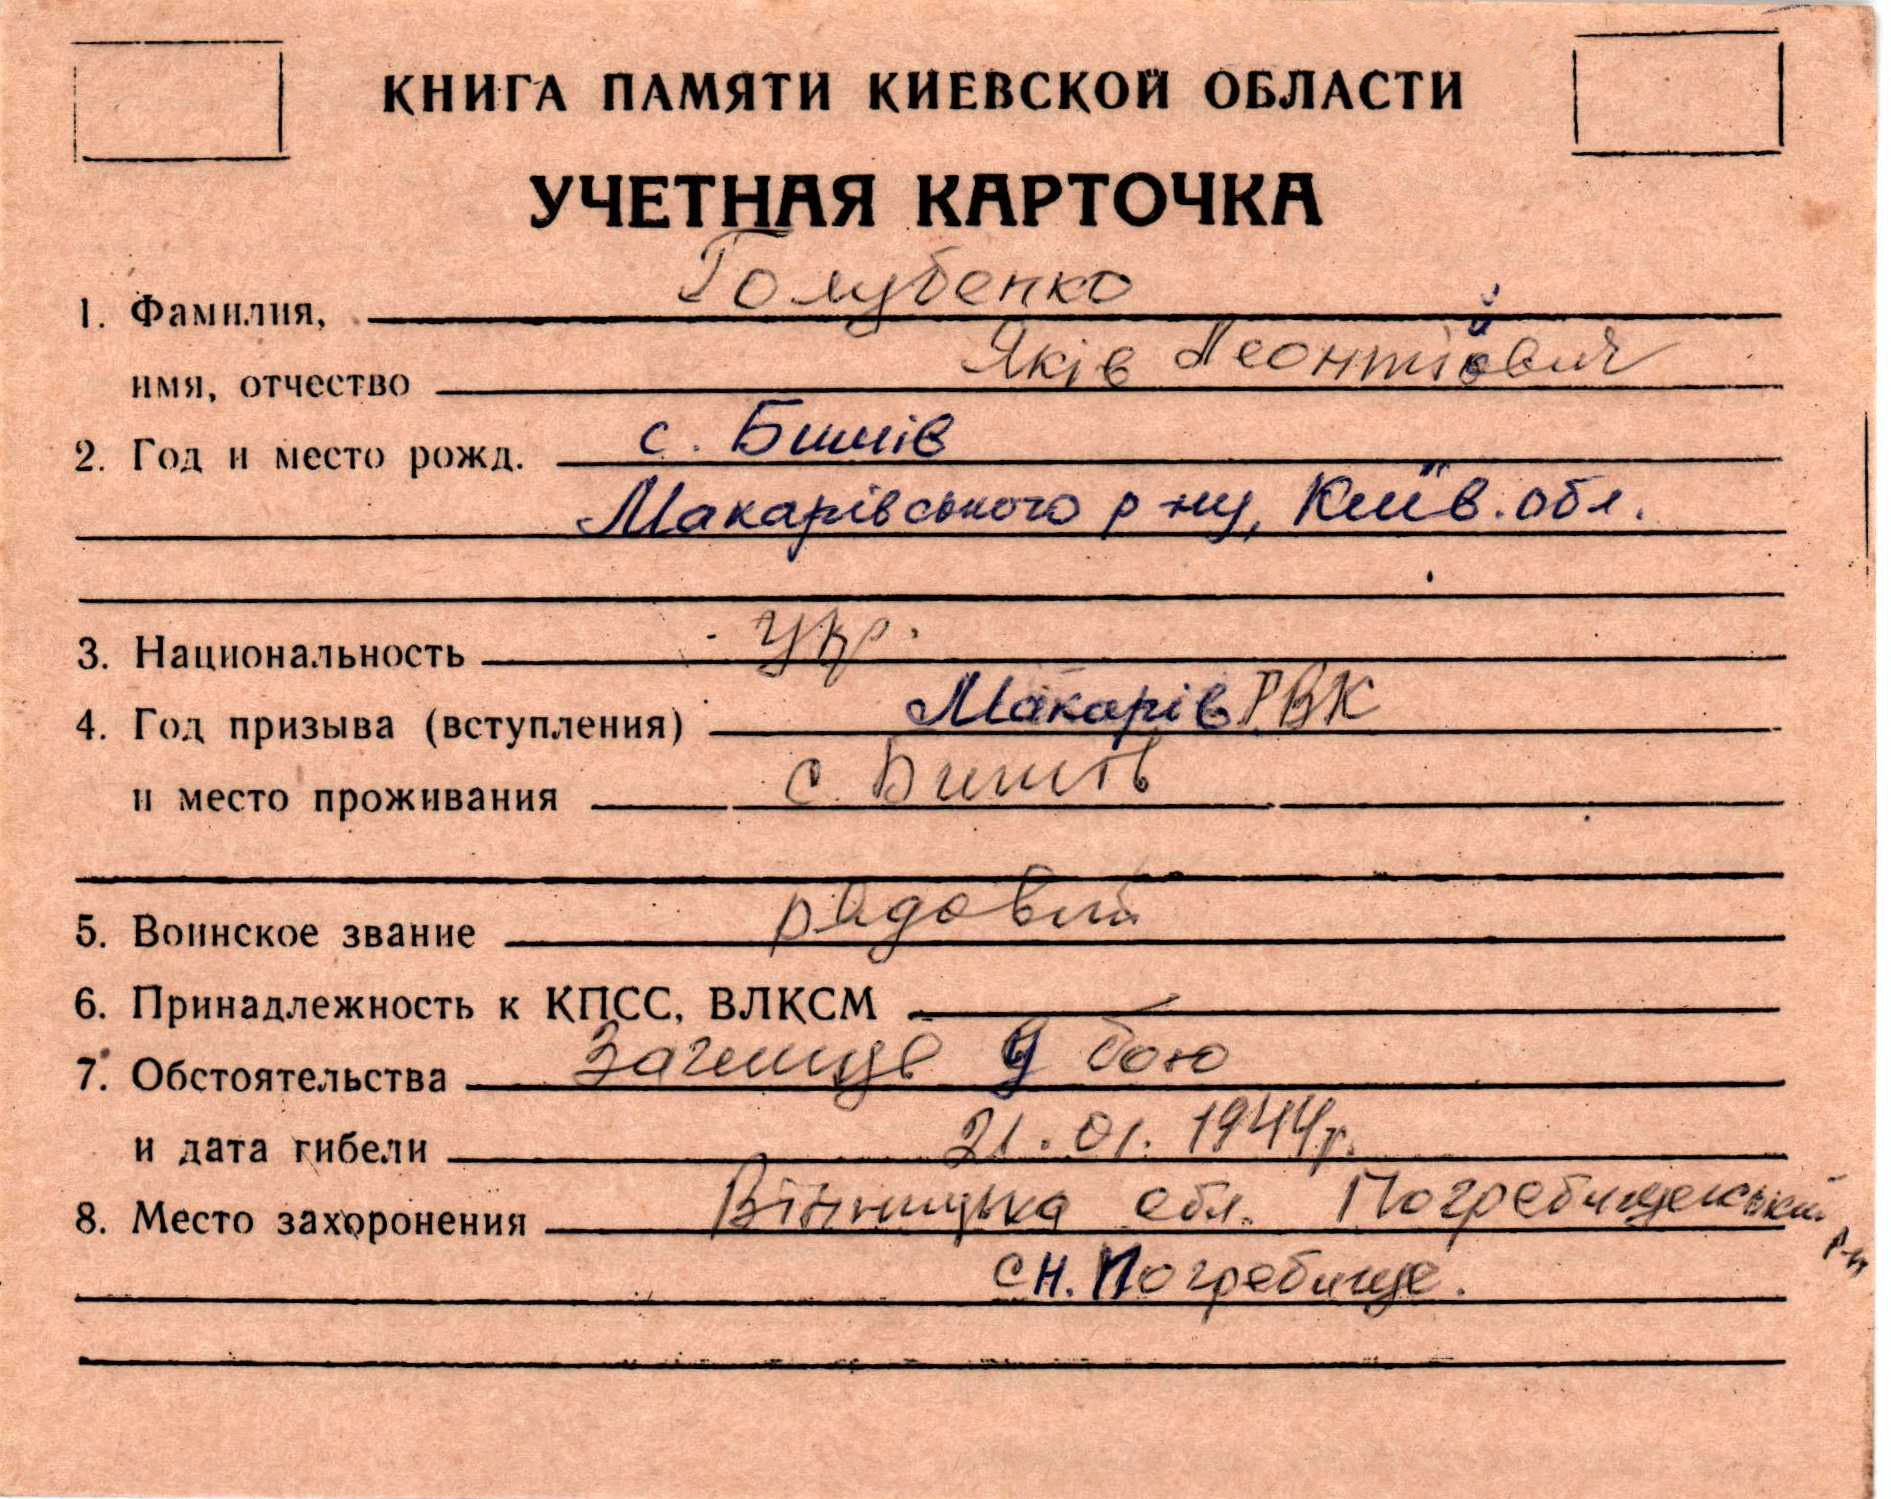 КНИГА ПАМЯТИ КИЕВСКОЙ ОБЛАСТИ
УЧЕТНАЯ КАРТОЧКА
1. Фамилия, Голубенко
имя, отчество Яків Леонтійович
2. Год и место рожд. с. Бишів
Макарівського р-ну, Київ. обл.
3. Национальность укр.
4. Год призыва (вступления) Макарів РВК
и место проживания с. Бишів
5. Воинское звание рядовий
6. Принадлежность к КПСС, ВЛКСМ —
7. Обстоятельства Загинув у бою
и дата гибели 21.01.1944р.
8. Место захоронения Вінницька обл. Погребищенський р-н
Погребище.